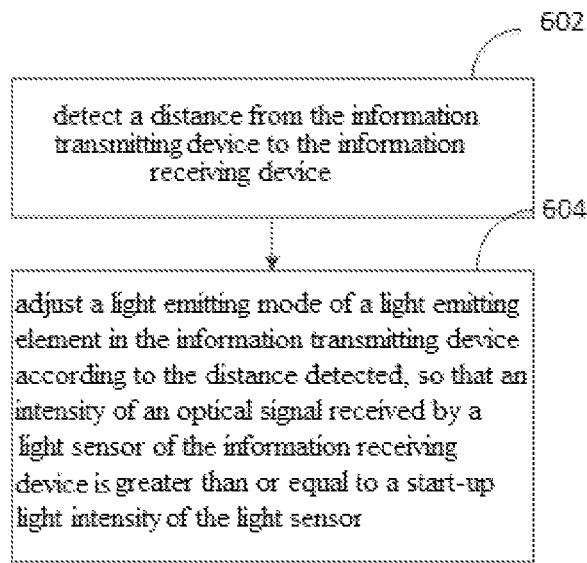 602
detect a distance from the information
transmitting device to the information
receiving device
604
adjust a light emitting mode of a light emitting
element in the information transmitting device
according to the distance detected, so that an
intensity of an optical signal received by a
light sensor of the information receiving
device is greater than or equal to a start-up
light intensity of the light sensor